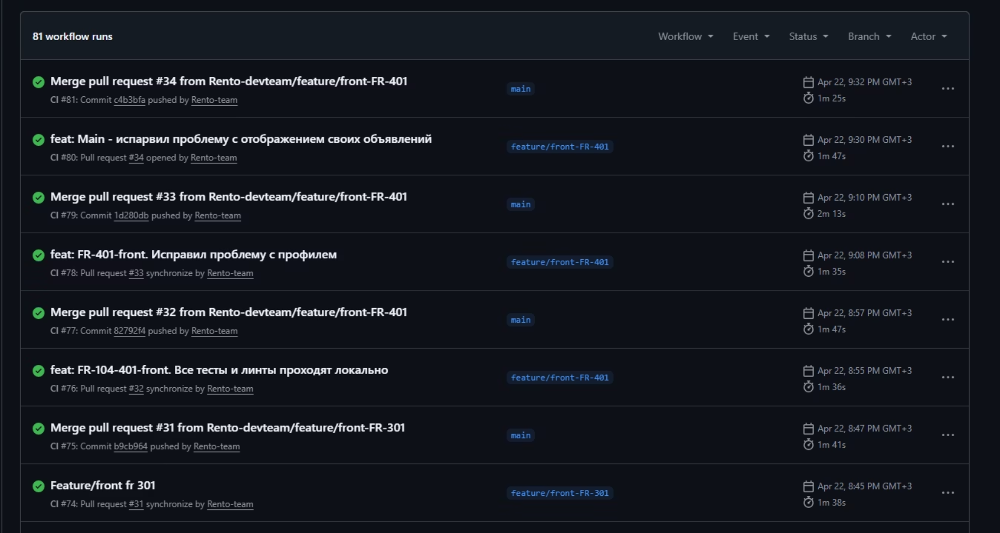 81 workflow runs
Workflow Event Status Branch Actor
Merge pull request #34 from Rento-devteam/feature/front-FR-401
CI #81: Commit c4b3bfa pushed by Rento-team
main
Apr 22, 9:32 PM GMT+3
1m 25s
feat: Main - испарвил проблему с отображением своих объявлений
CI #80: Pull request #34 opened by Rento-team
feature/front-FR-401
Apr 22, 9:30 PM GMT+3
1m 47s
Merge pull request #33 from Rento-devteam/feature/front-FR-401
CI #79: Commit 1d280db pushed by Rento-team
main
Apr 22, 9:10 PM GMT+3
2m 13s
feat: FR-401-front. Исправил проблему с профилем
CI #78: Pull request #33 synchronize by Rento-team
feature/front-FR-401
Apr 22, 9:08 PM GMT+3
1m 35s
Merge pull request #32 from Rento-devteam/feature/front-FR-401
CI #77: Commit 82792f4 pushed by Rento-team
main
Apr 22, 8:57 PM GMT+3
1m 47s
feat: FR-104-401-front. Все тесты и линты проходят локально
CI #76: Pull request #32 synchronize by Rento-team
feature/front-FR-401
Apr 22, 8:55 PM GMT+3
1m 36s
Merge pull request #31 from Rento-devteam/feature/front-FR-301
CI #75: Commit b9cb964 pushed by Rento-team
main
Apr 22, 8:47 PM GMT+3
1m 41s
Feature/front fr 301
CI #74: Pull request #31 synchronize by Rento-team
feature/front-FR-301
Apr 22, 8:45 PM GMT+3
1m 38s